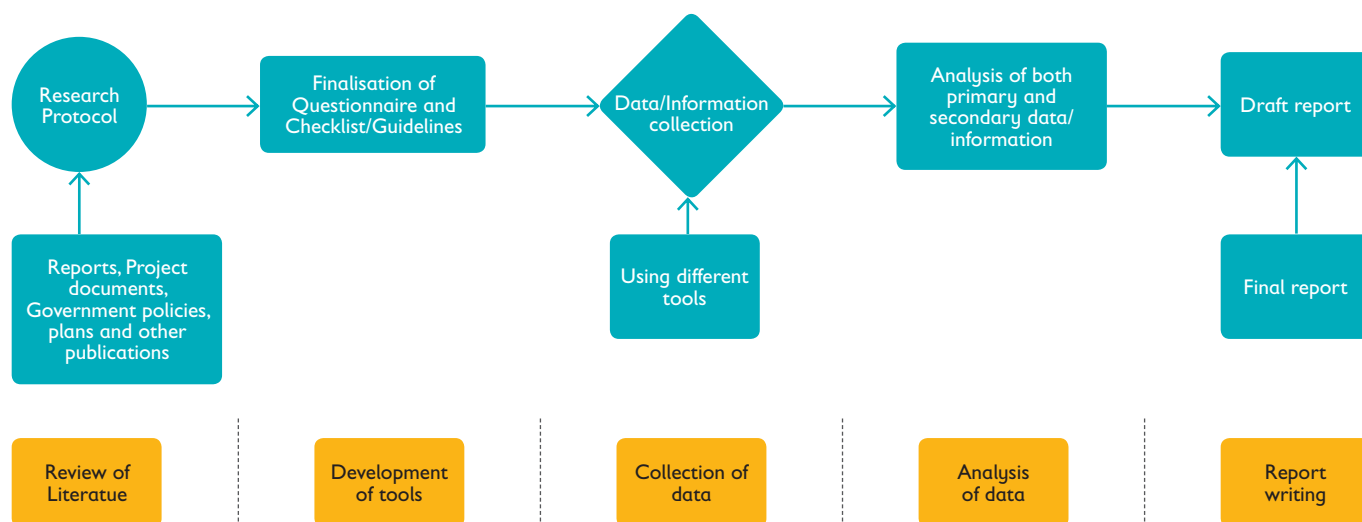 Research
Protocol
Finalisation of
Questionnaire and
Checklist/Guidelines
Data/Information
collection
Analysis of both
primary and
secondary data/
information
Draft report
Reports, Project
documents,
Government policies,
plans and other
publications
Using different
tools
Final report
Review of
Literatue
Development
of tools
Collection of
data
Analysis
of data
Report
writing